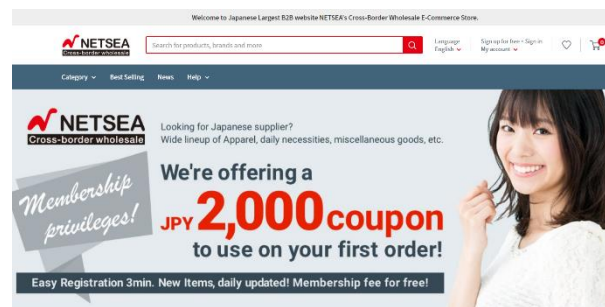 Welcome to Japanese Largest B2B website NETSEA's Cross-Border Wholesale E-Commerce Store.
NETSEA
Cross-border wholesale
Search for products, brands and more
Language
English
Sign up for free • Sign in
My account
0
Category
Best Selling
News
Help
NETSEA
Cross-border wholesale
Looking for Japanese supplier?
Wide lineup of Apparel, daily necessities, miscellaneous goods, etc.
Membership
privileges!
We're offering a
JPY 2,000 coupon
to use on your first order!
Easy Registration 3min. New Items, daily updated! Membership fee for free!